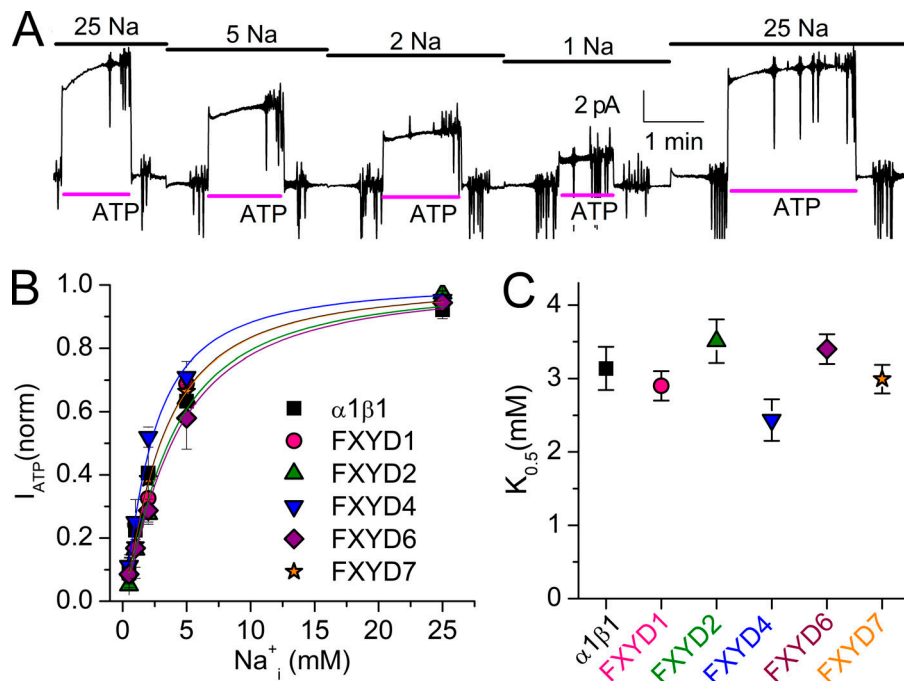 A
25 Na
5 Na
2 Na
1 Na
25 Na
2 pA
1 min
ATP
ATP
ATP
ATP
ATP
B
I_ATP(norm)
1.0
0.8
0.6
0.4
0.2
0.0
0
5
10
15
20
25
Na⁺ᵢ (mM)
α1β1
FXYD1
FXYD2
FXYD4
FXYD6
FXYD7
C
K₀.₅(mM)
4
3
2
1
0
α1β1
FXYD1
FXYD2
FXYD4
FXYD6
FXYD7